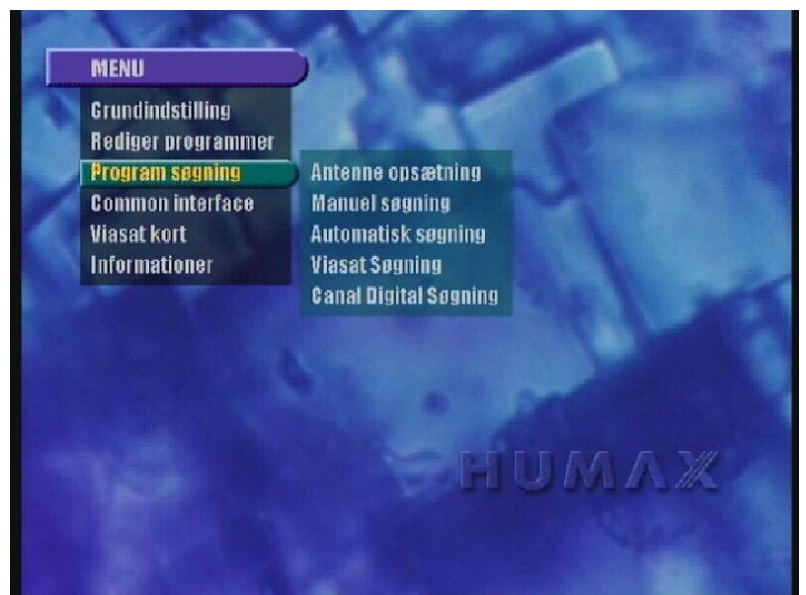 MENU
Grundindstilling
Rediger programmer
Program søgning
Common interface
Viasat kort
Informationer
Antenne opsætning
Manuel søgning
Automatisk søgning
Viasat Søgning
Canal Digital Søgning
HUMAX